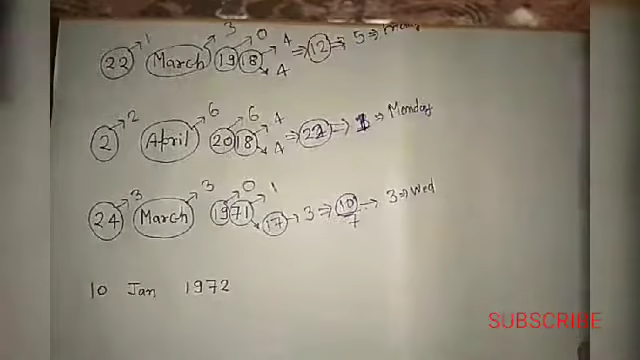 1 3 0 4
22 March 19 18 4 ⇒ 12 ⇒ 5 ⇒
2 6 6 4
2 April 20 18 4 ⇒ 22 ⇒ 1 ⇒ Monday
3 3 0 1
24 March 19 71 17 → 3 ⇒ 10/7 → 3 ⇒ Wed
10 Jan 1972
SUBSCRIBE